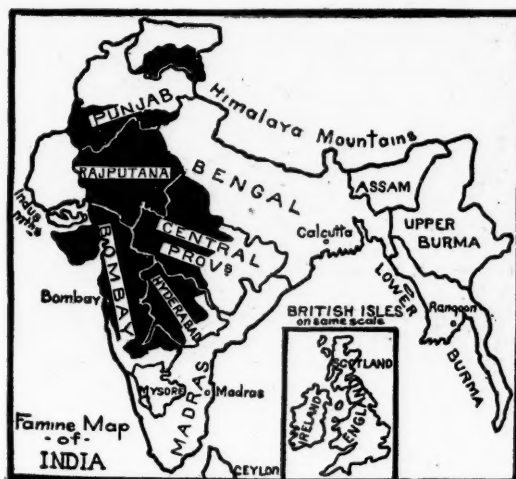 PUNJAB
Himalaya Mountains
RAJPUTANA
BENGAL
ASSAM
Indus
Mths
UPPER
BURMA
CENTRAL
PROVS
Calcutta
BOMBAY
HYDERABAD
Bombay
LOWER
BURMA
Rangoon
BRITISH ISLES
on same scale
SCOTLAND
IRELAND
ENGLAND
MYSORE
Madras
MADRAS
Famine Map
-of-
INDIA
CEYLON